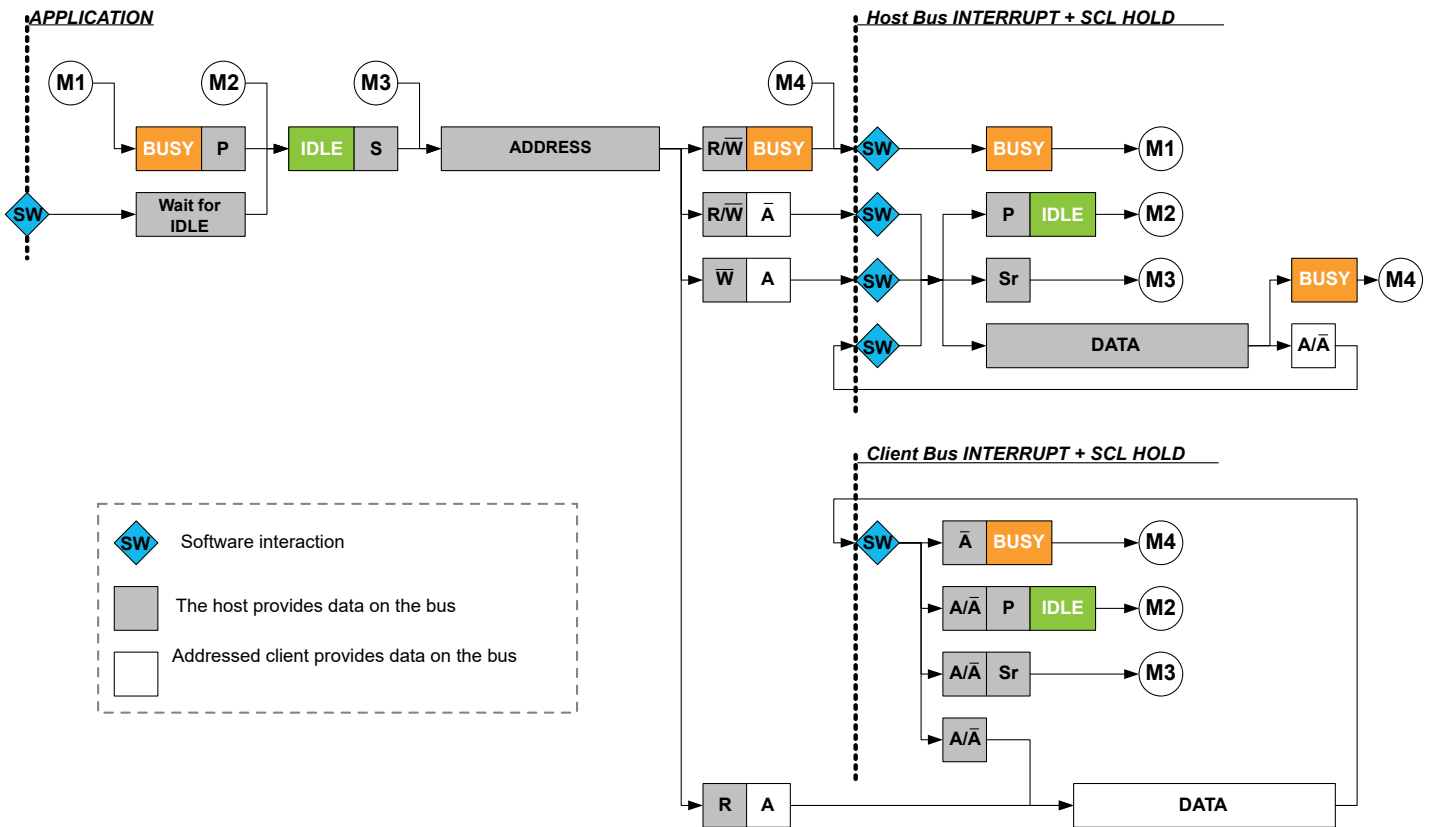 APPLICATION
Host Bus INTERRUPT + SCL HOLD
M1
M2
M3
M4
BUSY P
IDLE S
ADDRESS
R/W̅ BUSY
SW
BUSY
M1
SW
Wait for
IDLE
R/W̅ A̅
SW
P IDLE
M2
W̅ A
SW
Sr
M3
BUSY
M4
SW
DATA
A/A̅
Client Bus INTERRUPT + SCL HOLD
SW
A̅ BUSY
M4
A/A̅ P IDLE
M2
A/A̅ Sr
M3
A/A̅
R A
DATA
SW Software interaction
The host provides data on the bus
Addressed client provides data on the bus